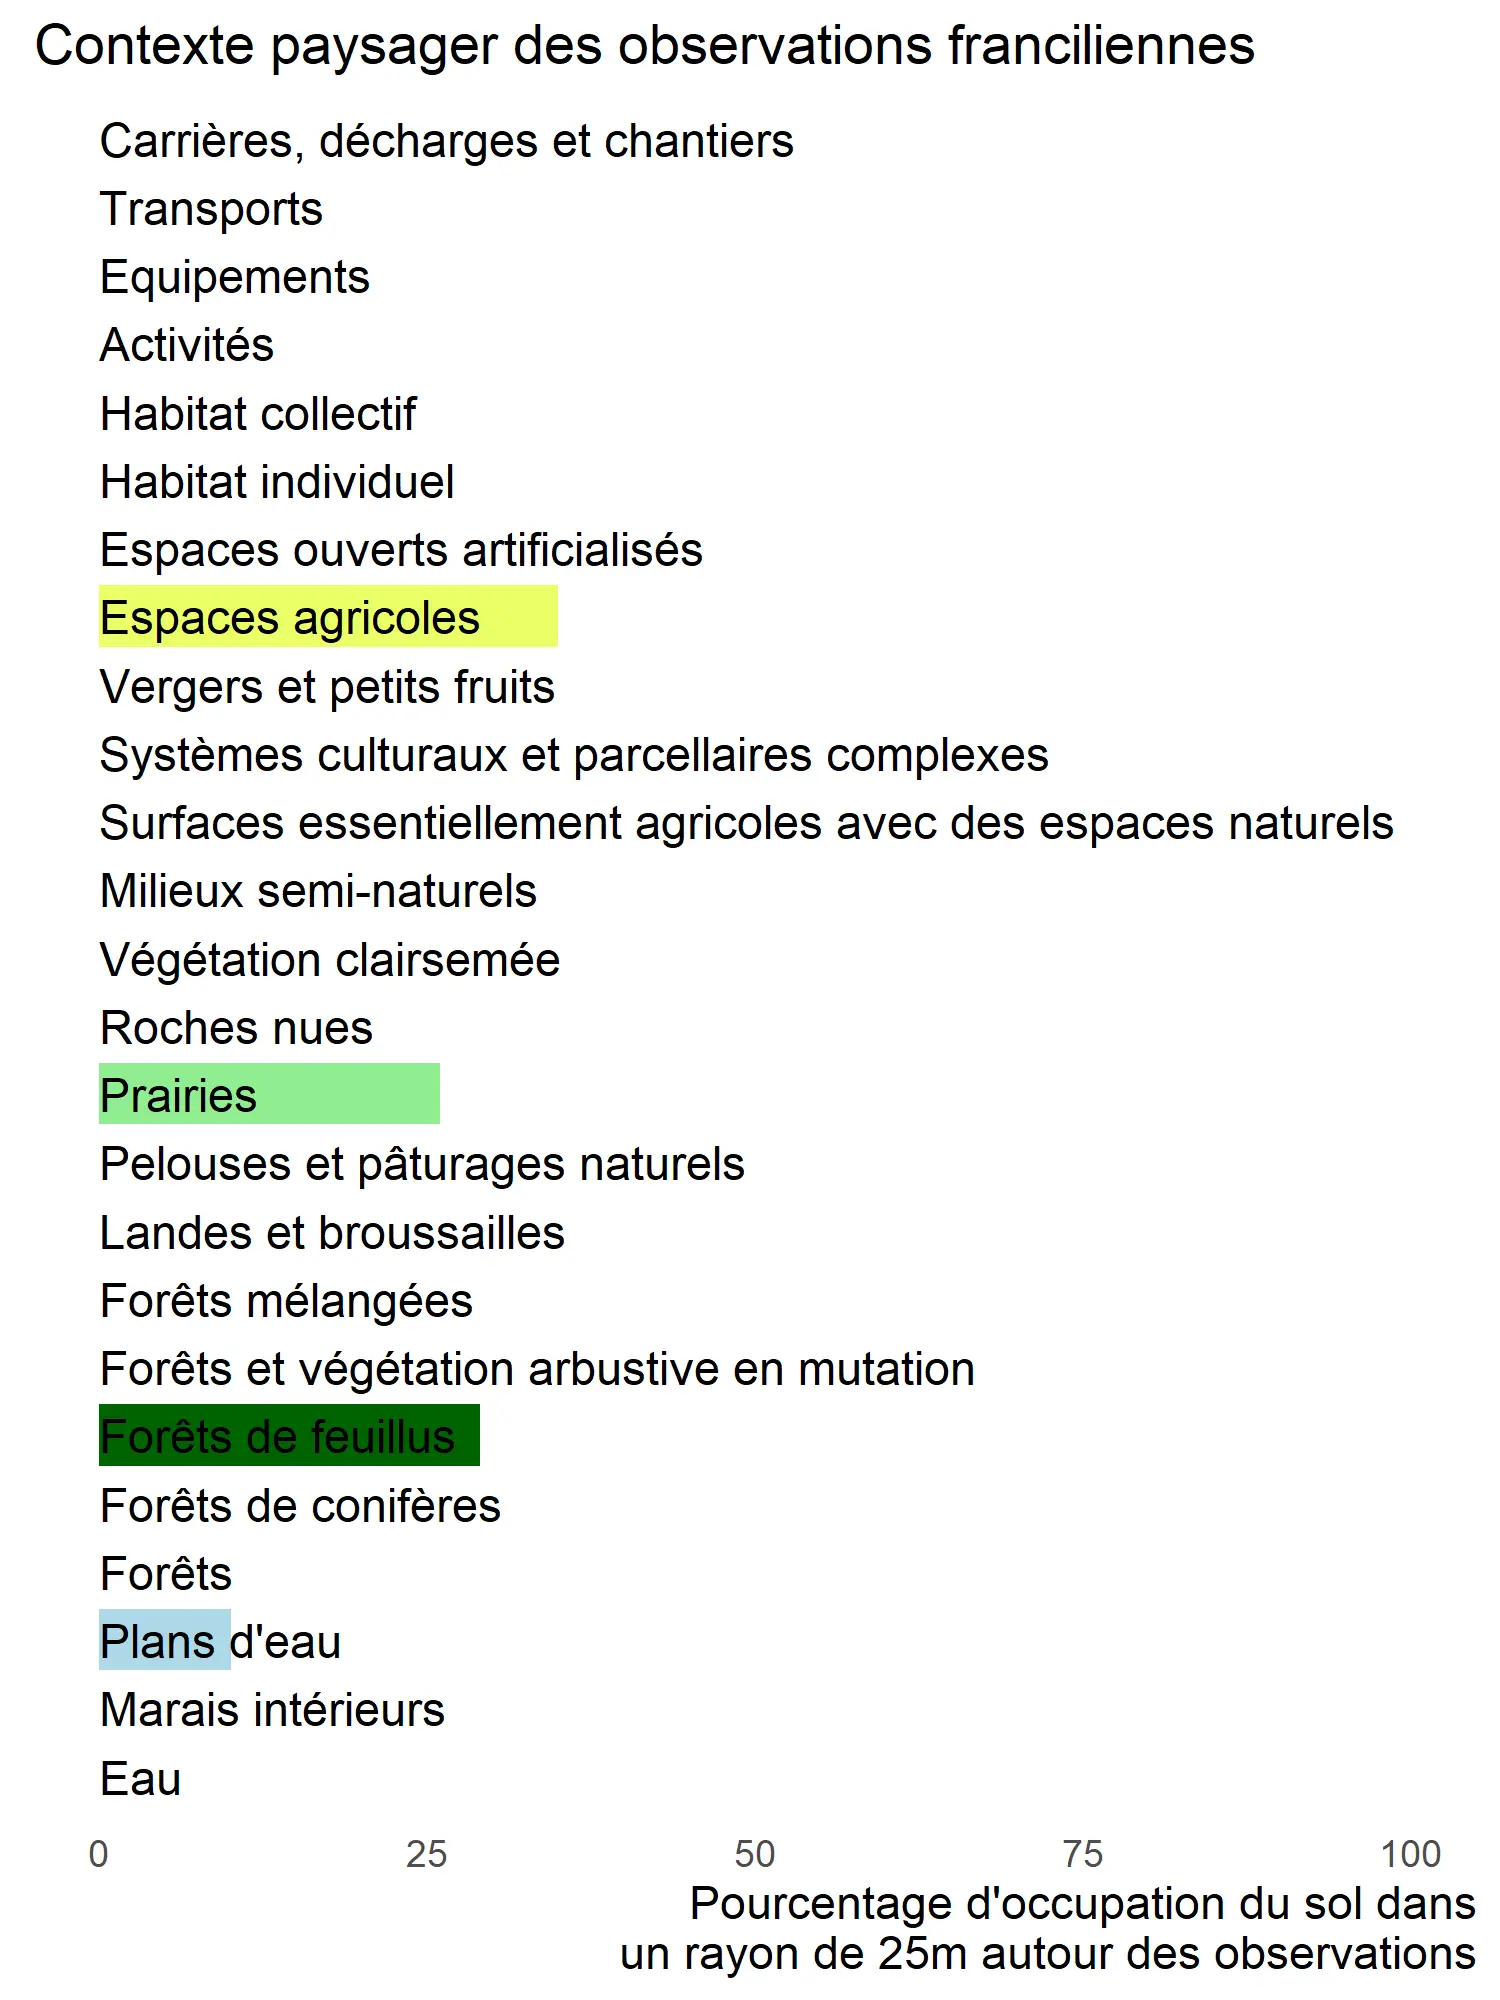 Contexte paysager des observations franciliennes
Carrières, décharges et chantiers
Transports
Equipements
Activités
Habitat collectif
Habitat individuel
Espaces ouverts artificialisés
Espaces agricoles
Vergers et petits fruits
Systèmes culturaux et parcellaires complexes
Surfaces essentiellement agricoles avec des espaces naturels
Milieux semi-naturels
Végétation clairsemée
Roches nues
Prairies
Pelouses et pâturages naturels
Landes et broussailles
Forêts mélangées
Forêts et végétation arbustive en mutation
Forêts de feuillus
Forêts de conifères
Forêts
Plans d'eau
Marais intérieurs
Eau
0 25 50 75 100
Pourcentage d'occupation du sol dans
un rayon de 25m autour des observations